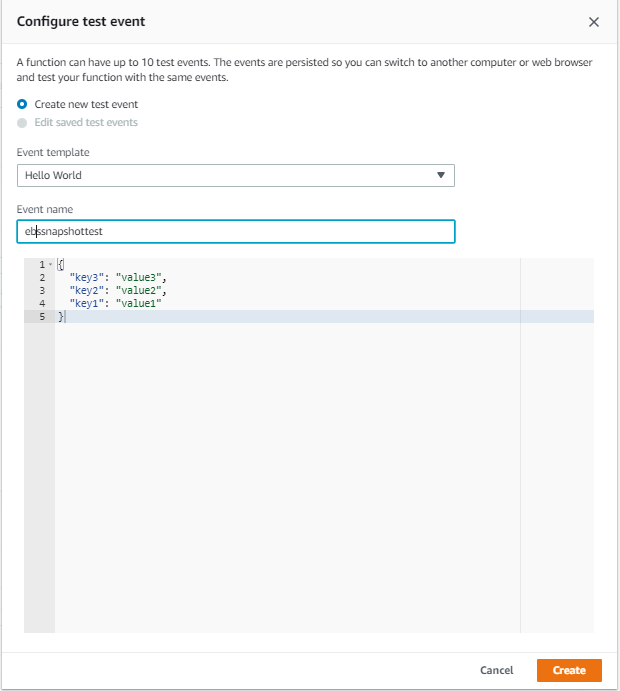 Configure test event
A function can have up to 10 test events. The events are persisted so you can switch to another computer or web browser
and test your function with the same events.
Create new test event
Edit saved test events
Event template
Hello World
Event name
ebssnapshottest
1 {
2 "key3": "value3",
3 "key2": "value2",
4 "key1": "value1"
5 }
Cancel Create